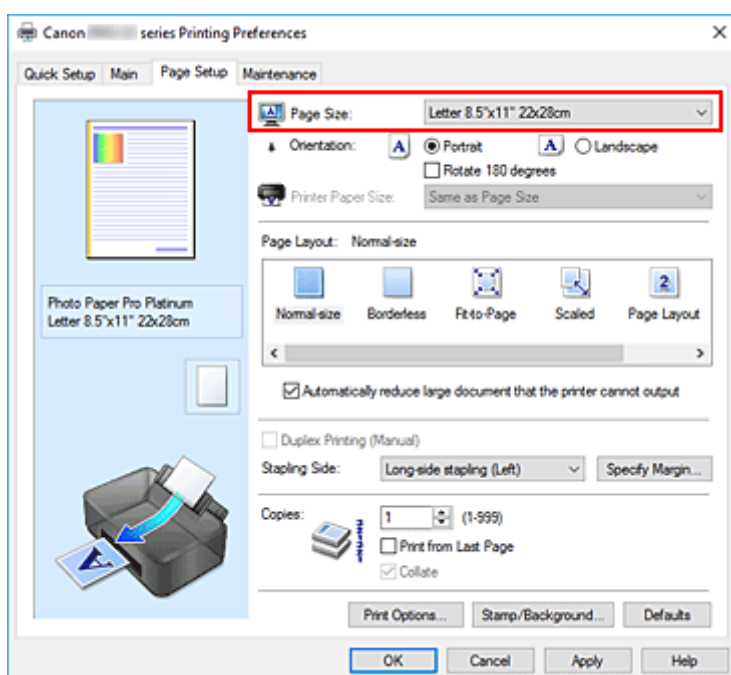 Canon series Printing Preferences
Quick Setup Main Page Setup Maintenance
Page Size: Letter 8.5"x11" 22x28cm
Orientation: A Portrait A Landscape
Rotate 180 degrees
Printer Paper Size: Same as Page Size
Page Layout: Normal-size
2
Normal-size Borderless Fit-to-Page Scaled Page Layout
Photo Paper Pro Platinum
Letter 8.5"x11" 22x28cm
Automatically reduce large document that the printer cannot output
Duplex Printing (Manual)
Stapling Side: Long-side stapling (Left) Specify Margin...
Copies: 1 (1-999)
Print from Last Page
Collate
A
Print Options... Stamp/Background... Defaults
OK Cancel Apply Help